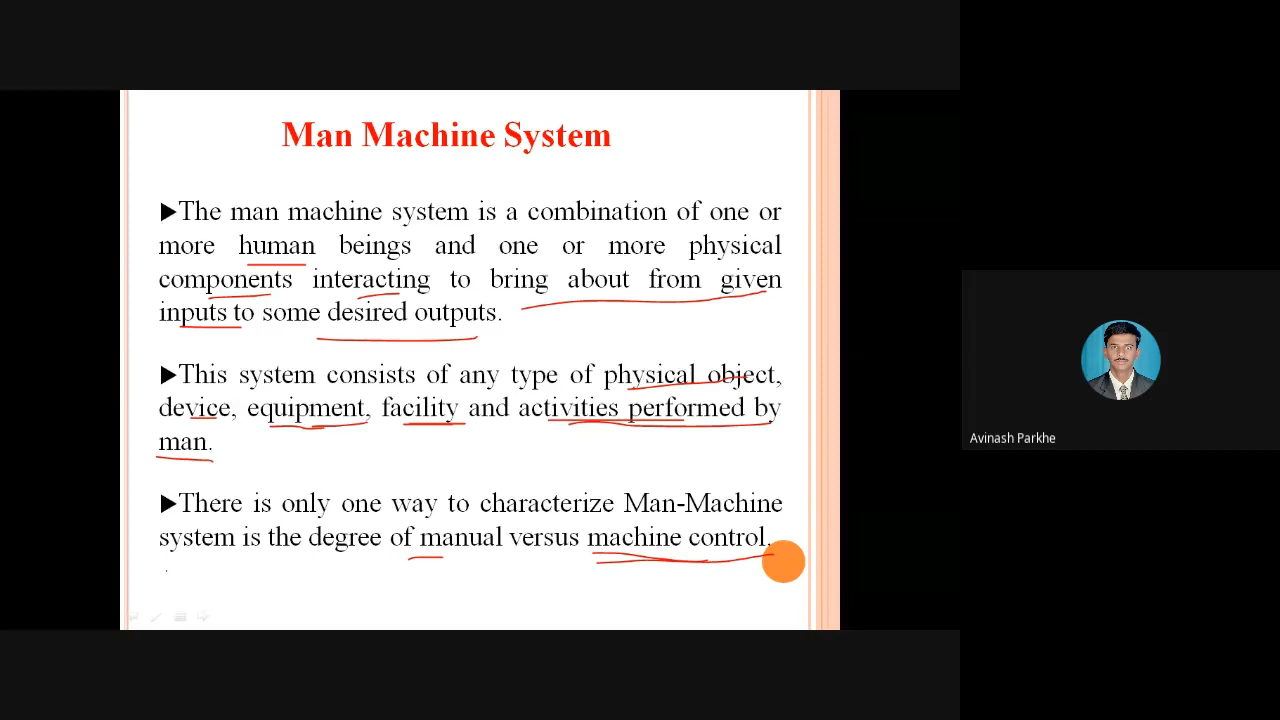 Man Machine System
►The man machine system is a combination of one or
more human beings and one or more physical
components interacting to bring about from given
inputs to some desired outputs.
►This system consists of any type of physical object,
device, equipment, facility and activities performed by
man.
►There is only one way to characterize Man-Machine
system is the degree of manual versus machine control.
Avinash Parkhe